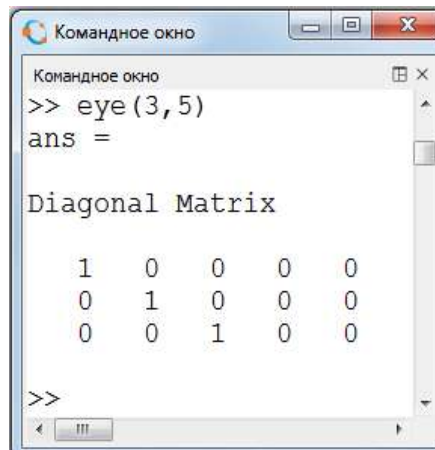 Командное окно
Командное окно
>> eye(3,5)
ans =
Diagonal Matrix
1 0 0 0 0
0 1 0 0 0
0 0 1 0 0
>>